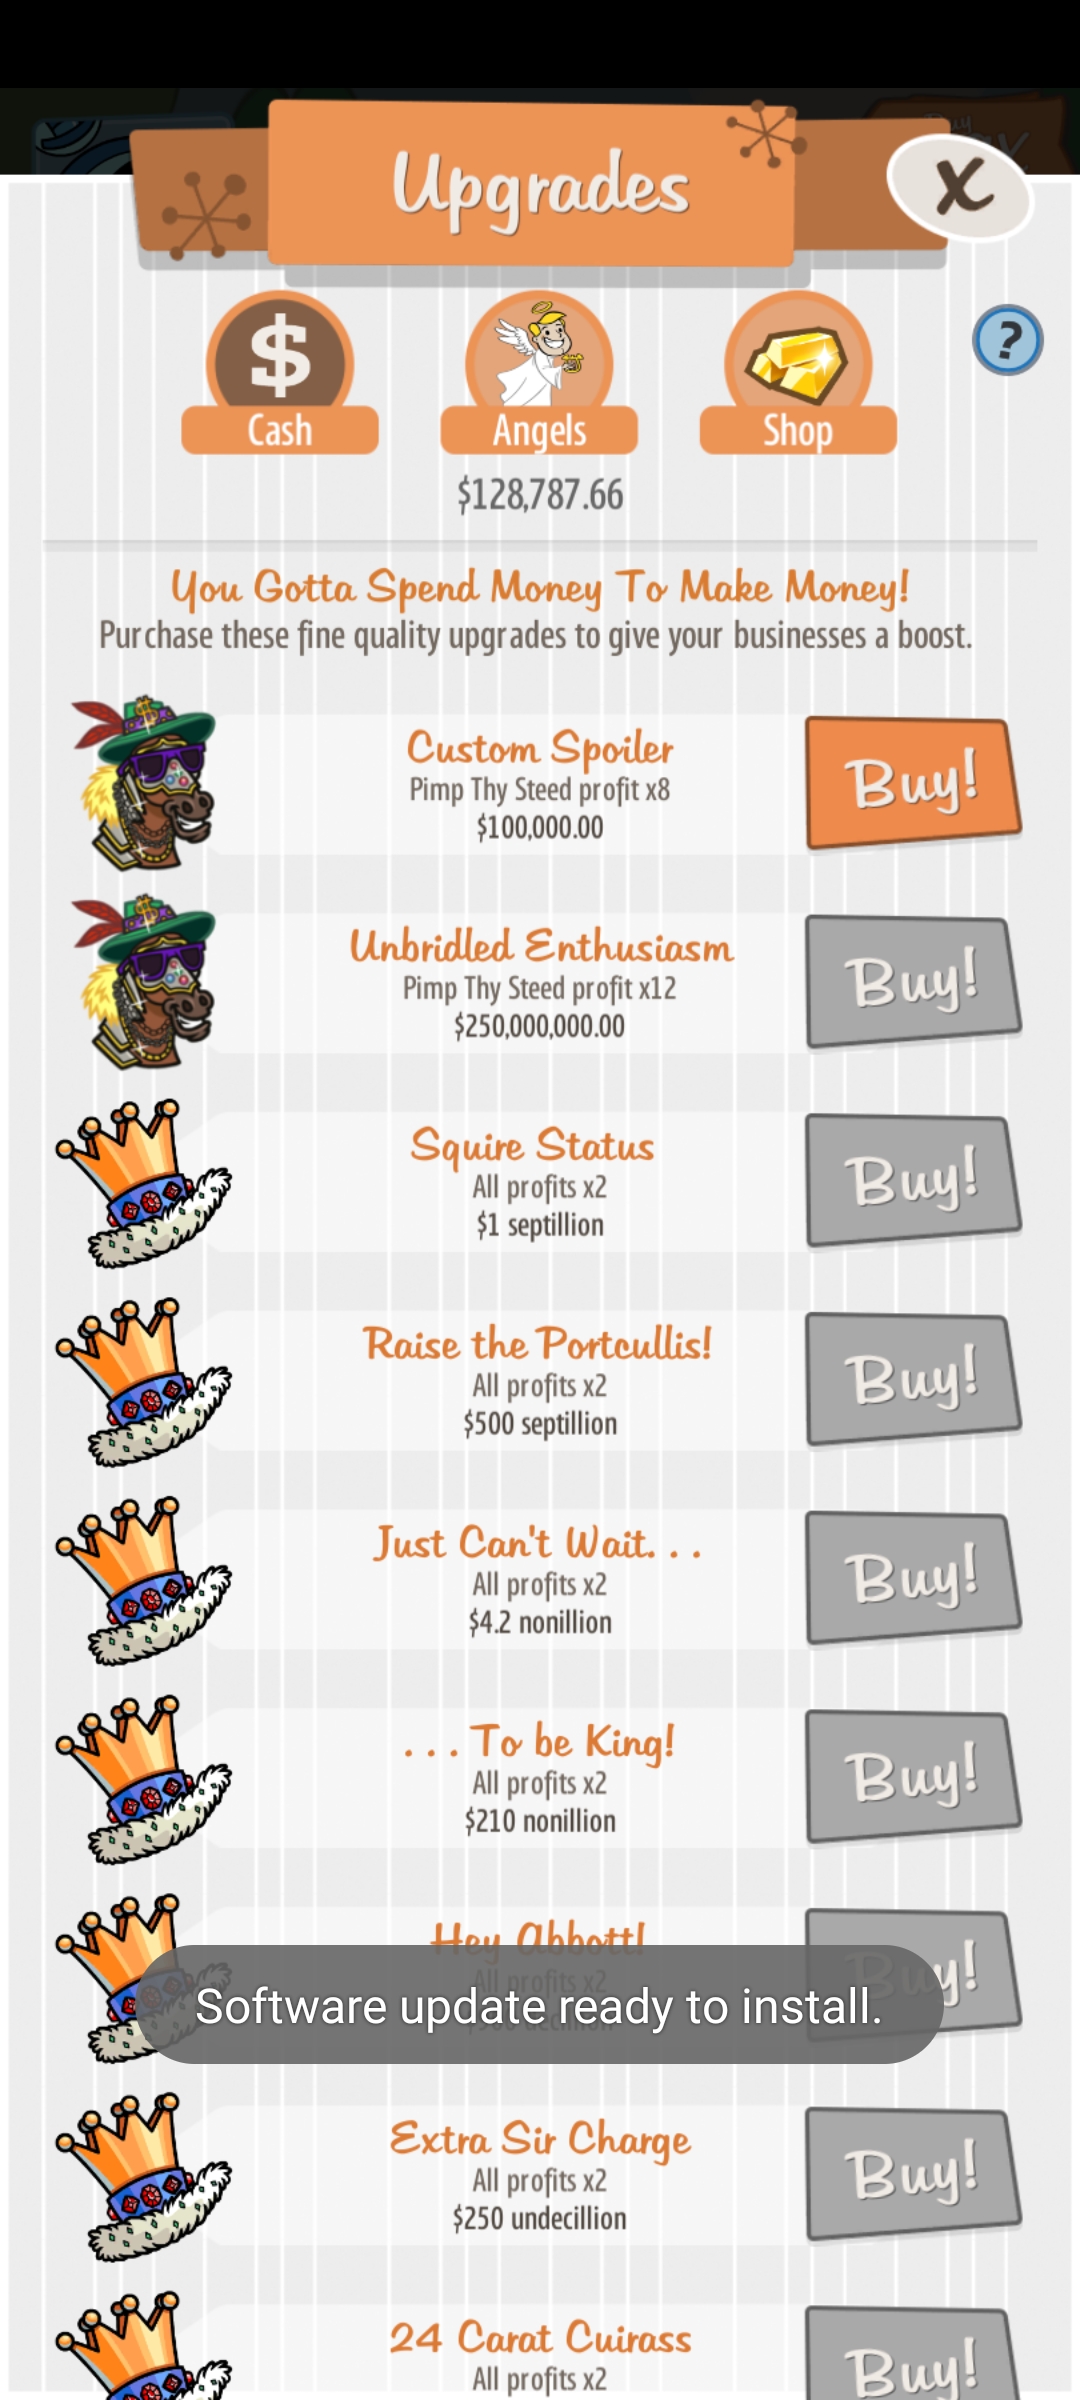 Upgrades
X
?
$
Cash
Angels
Shop
$128,787.66
You Gotta Spend Money To Make Money!
Purchase these fine quality upgrades to give your businesses a boost.
Custom Spoiler
Pimp Thy Steed profit x8
$100,000.00
Buy!
Unbridled Enthusiasm
Pimp Thy Steed profit x12
$250,000,000.00
Buy!
Squire Status
All profits x2
$1 septillion
Buy!
Raise the Portcullis!
All profits x2
$500 septillion
Buy!
Just Can't Wait. . .
All profits x2
$4.2 nonillion
Buy!
. . . To be King!
All profits x2
$210 nonillion
Buy!
Hey Abbott!
All profits x2
Buy!
Software update ready to install.
Extra Sir Charge
All profits x2
$250 undecillion
Buy!
24 Carat Cuirass
All profits x2
Buy!